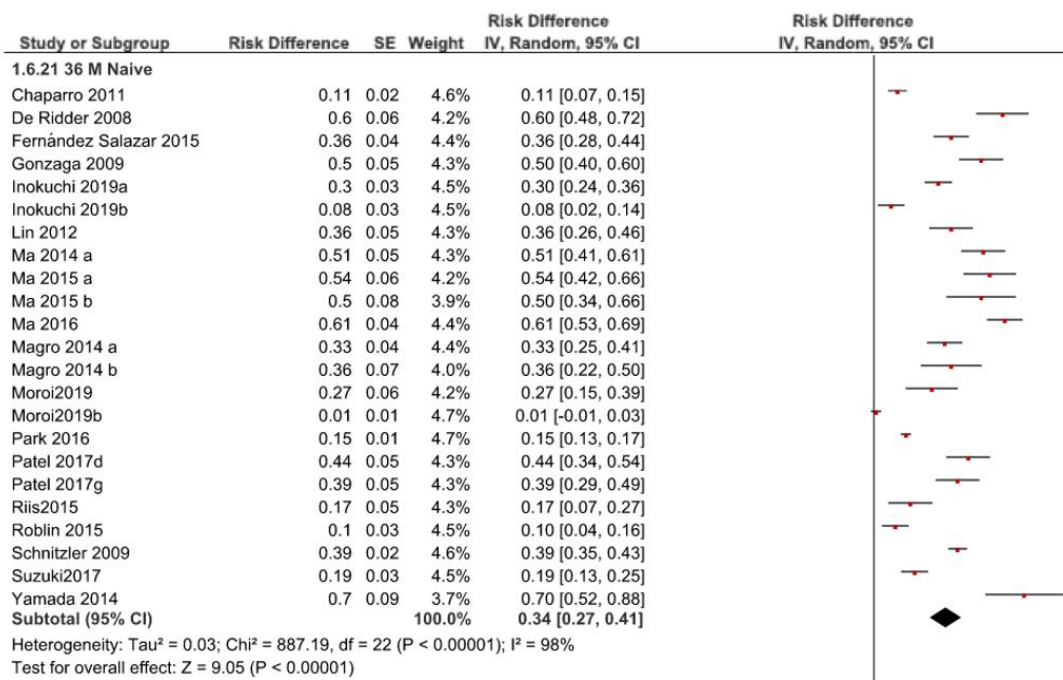 Risk Difference Risk Difference
Study or Subgroup Risk Difference SE Weight IV, Random, 95% CI IV, Random, 95% CI
1.6.21 36 M Naive
Chaparro 2011 0.11 0.02 4.6% 0.11 [0.07, 0.15]
De Ridder 2008 0.6 0.06 4.2% 0.60 [0.48, 0.72]
Fernández Salazar 2015 0.36 0.04 4.4% 0.36 [0.28, 0.44]
Gonzaga 2009 0.5 0.05 4.3% 0.50 [0.40, 0.60]
Inokuchi 2019a 0.3 0.03 4.5% 0.30 [0.24, 0.36]
Inokuchi 2019b 0.08 0.03 4.5% 0.08 [0.02, 0.14]
Lin 2012 0.36 0.05 4.3% 0.36 [0.26, 0.46]
Ma 2014 a 0.51 0.05 4.3% 0.51 [0.41, 0.61]
Ma 2015 a 0.54 0.06 4.2% 0.54 [0.42, 0.66]
Ma 2015 b 0.5 0.08 3.9% 0.50 [0.34, 0.66]
Ma 2016 0.61 0.04 4.4% 0.61 [0.53, 0.69]
Magro 2014 a 0.33 0.04 4.4% 0.33 [0.25, 0.41]
Magro 2014 b 0.36 0.07 4.0% 0.36 [0.22, 0.50]
Moroi2019 0.27 0.06 4.2% 0.27 [0.15, 0.39]
Moroi2019b 0.01 0.01 4.7% 0.01 [-0.01, 0.03]
Park 2016 0.15 0.01 4.7% 0.15 [0.13, 0.17]
Patel 2017d 0.44 0.05 4.3% 0.44 [0.34, 0.54]
Patel 2017g 0.39 0.05 4.3% 0.39 [0.29, 0.49]
Riis2015 0.17 0.05 4.3% 0.17 [0.07, 0.27]
Roblin 2015 0.1 0.03 4.5% 0.10 [0.04, 0.16]
Schnitzler 2009 0.39 0.02 4.6% 0.39 [0.35, 0.43]
Suzuki2017 0.19 0.03 4.5% 0.19 [0.13, 0.25]
Yamada 2014 0.7 0.09 3.7% 0.70 [0.52, 0.88]
Subtotal (95% CI) 100.0% 0.34 [0.27, 0.41]
Heterogeneity: Tau² = 0.03; Chi² = 887.19, df = 22 (P < 0.00001); I² = 98%
Test for overall effect: Z = 9.05 (P < 0.00001)